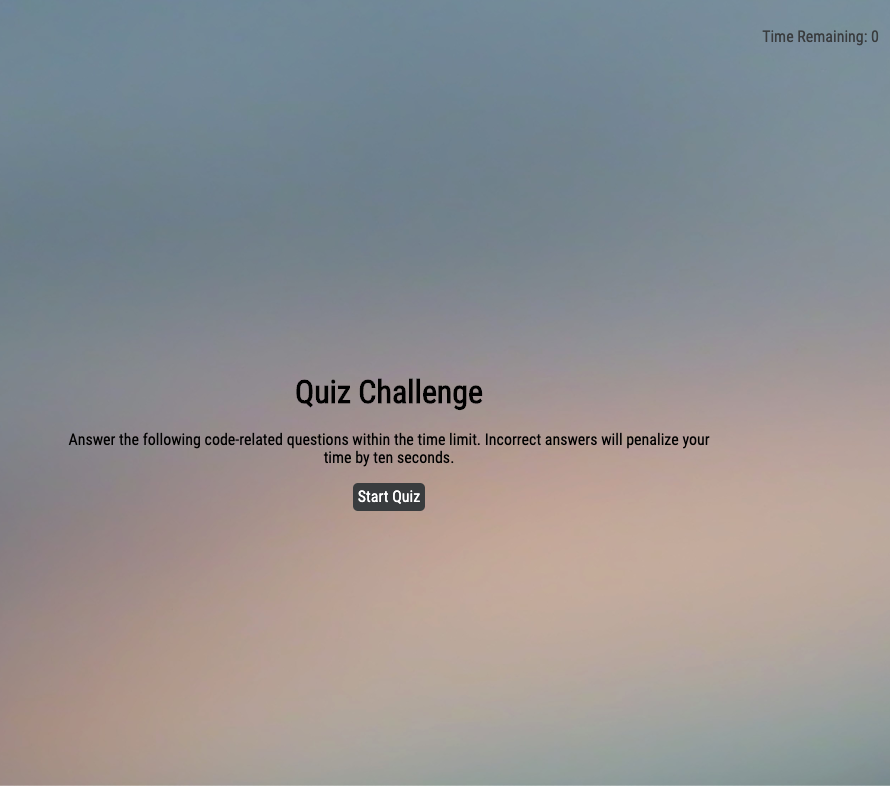 Time Remaining: 0
Quiz Challenge
Answer the following code-related questions within the time limit. Incorrect answers will penalize your
time by ten seconds.
Start Quiz